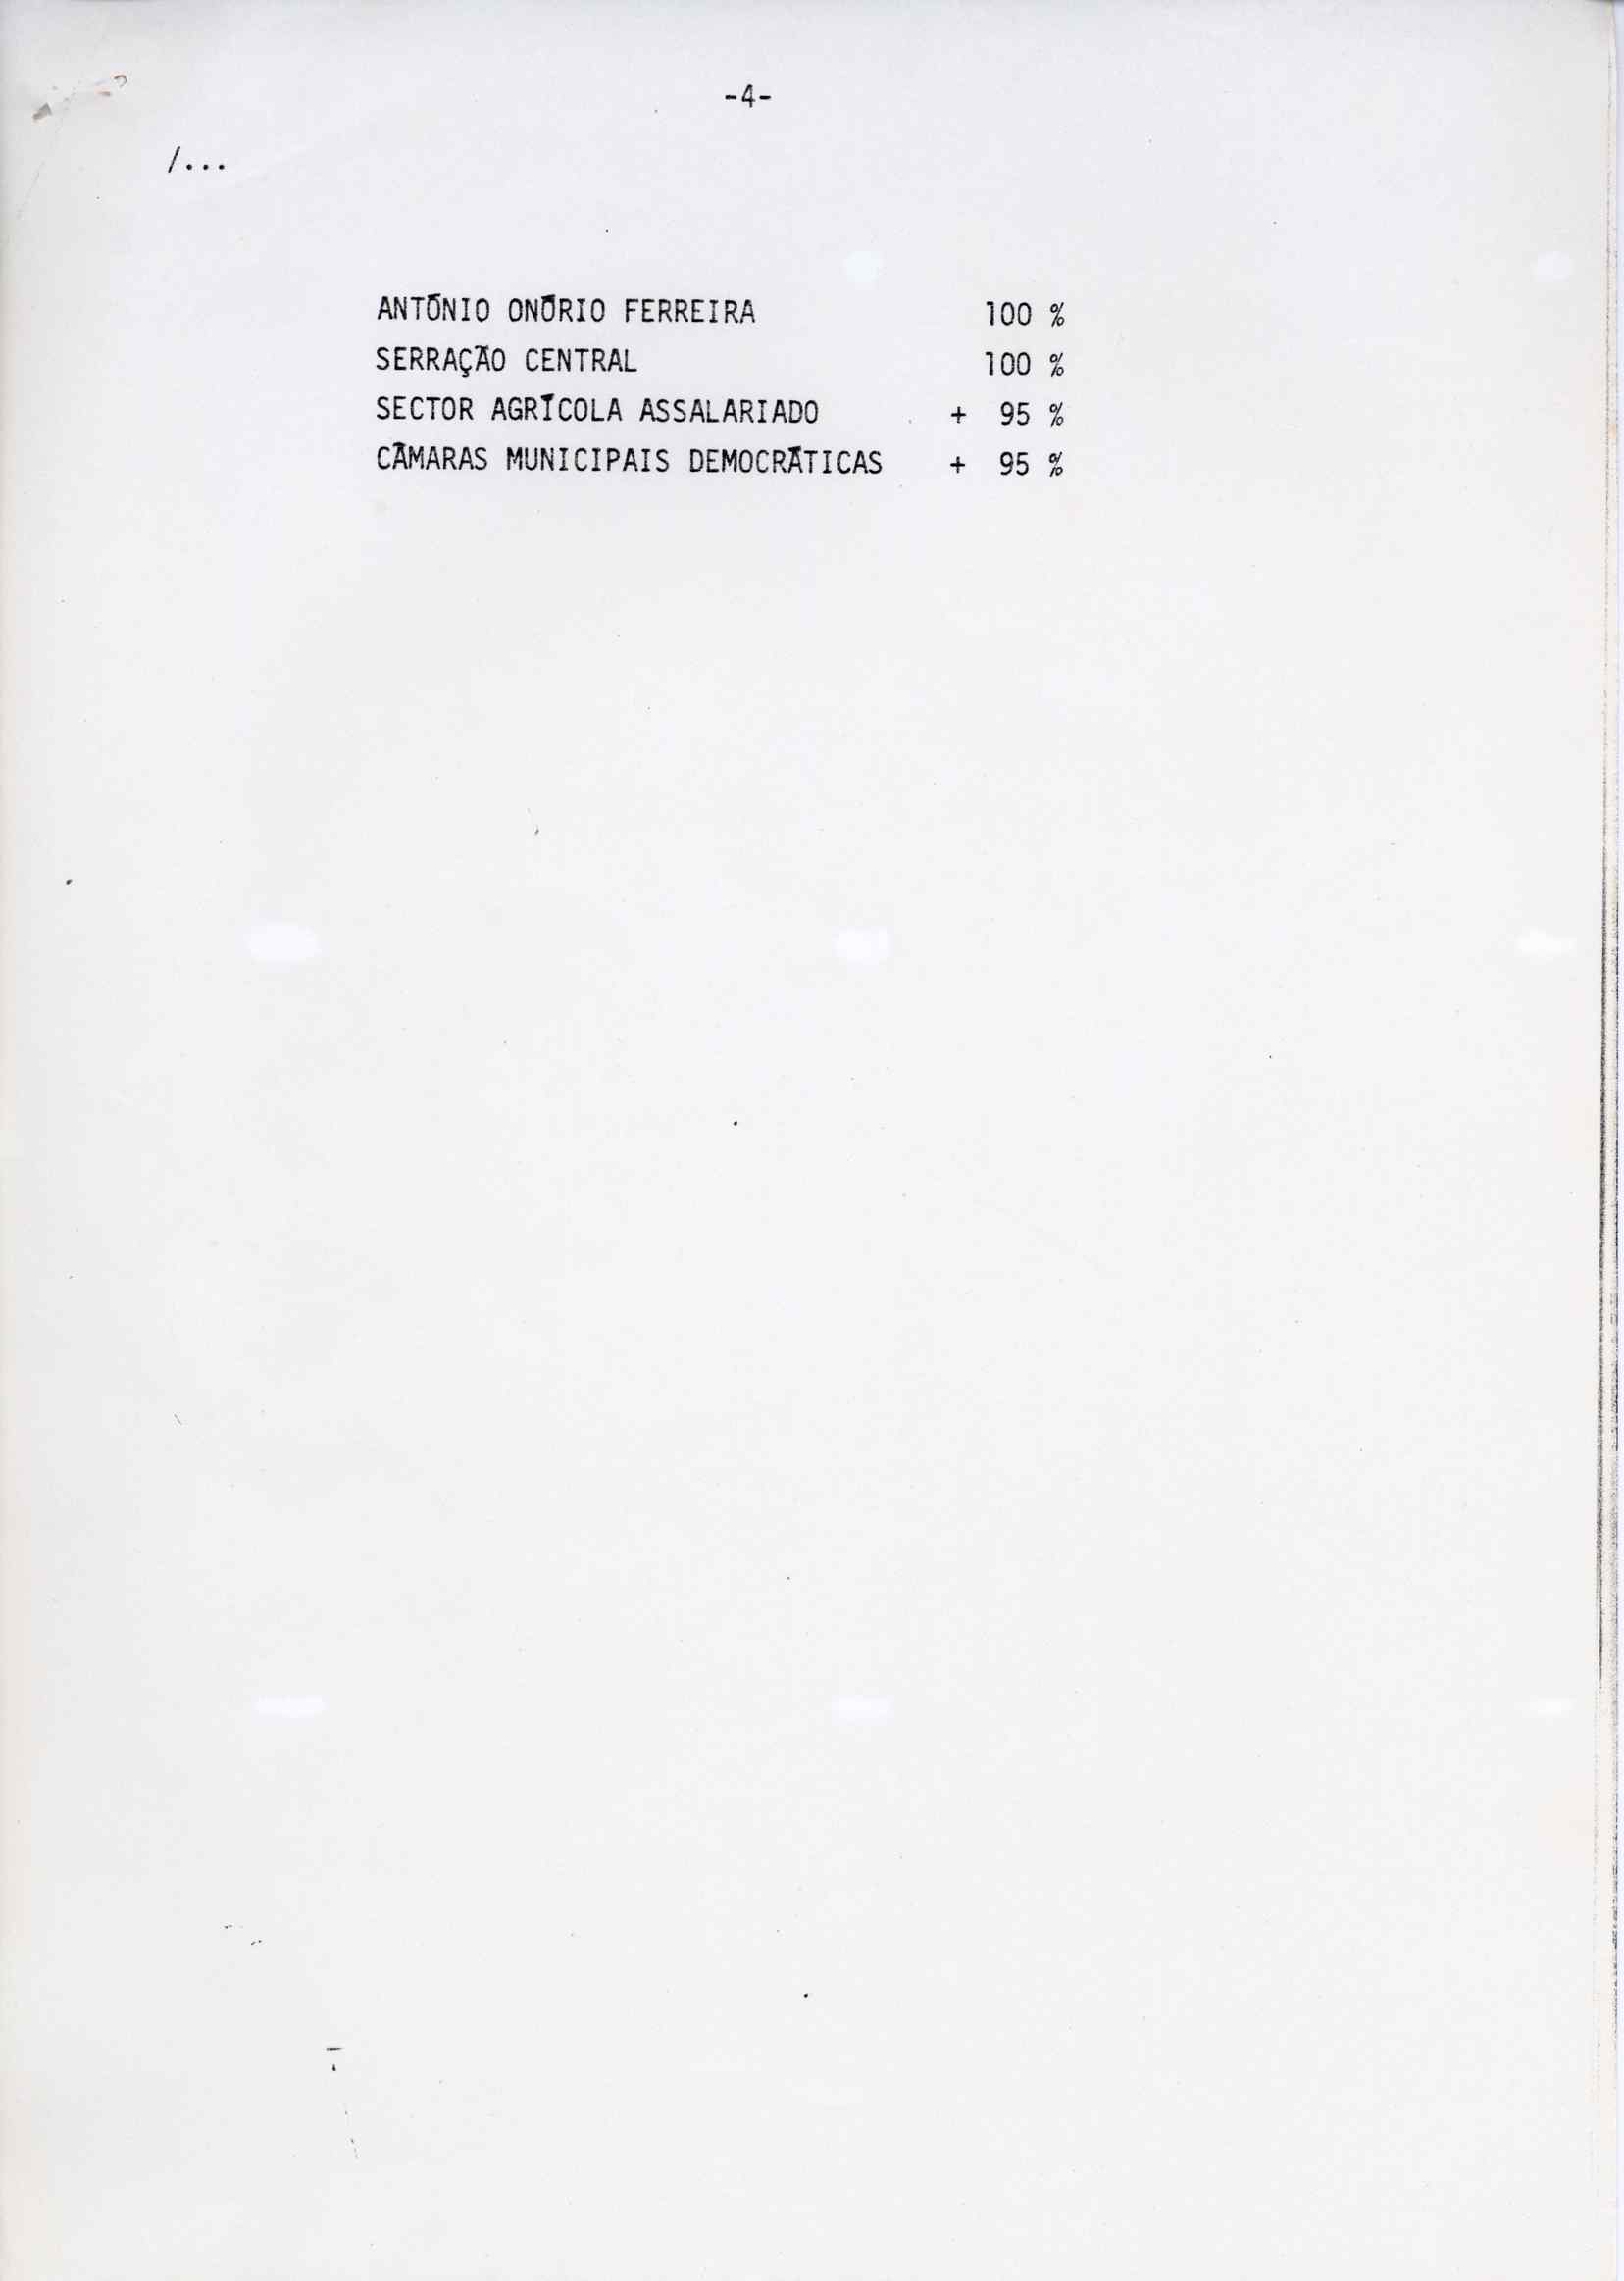 -4-
/...
ANTÓNIO ONÓRIO FERREIRA 100 %
SERRAÇÃO CENTRAL 100 %
SECTOR AGRÍCOLA ASSALARIADO + 95 %
CÂMARAS MUNICIPAIS DEMOCRÁTICAS + 95 %